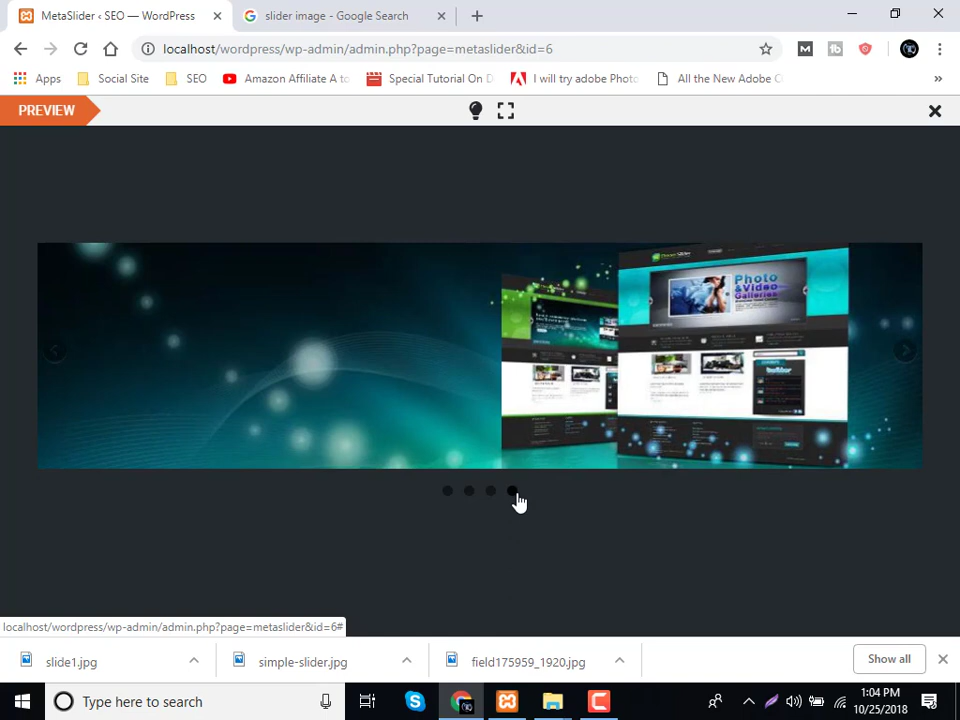 MetaSlider ‹ SEO — WordPress
slider image - Google Search
localhost/wordpress/wp-admin/admin.php?page=metaslider&id=6
Apps
Social Site
SEO
Amazon Affiliate A to
Special Tutorial On D
I will try adobe Photo
All the New Adobe C
»
PREVIEW
Photo
&Video
Galleries
localhost/wordpress/wp-admin/admin.php?page=metaslider&id=6#
slide1.jpg
simple-slider.jpg
field175959_1920.jpg
Show all
Type here to search
1:04 PM
10/25/2018